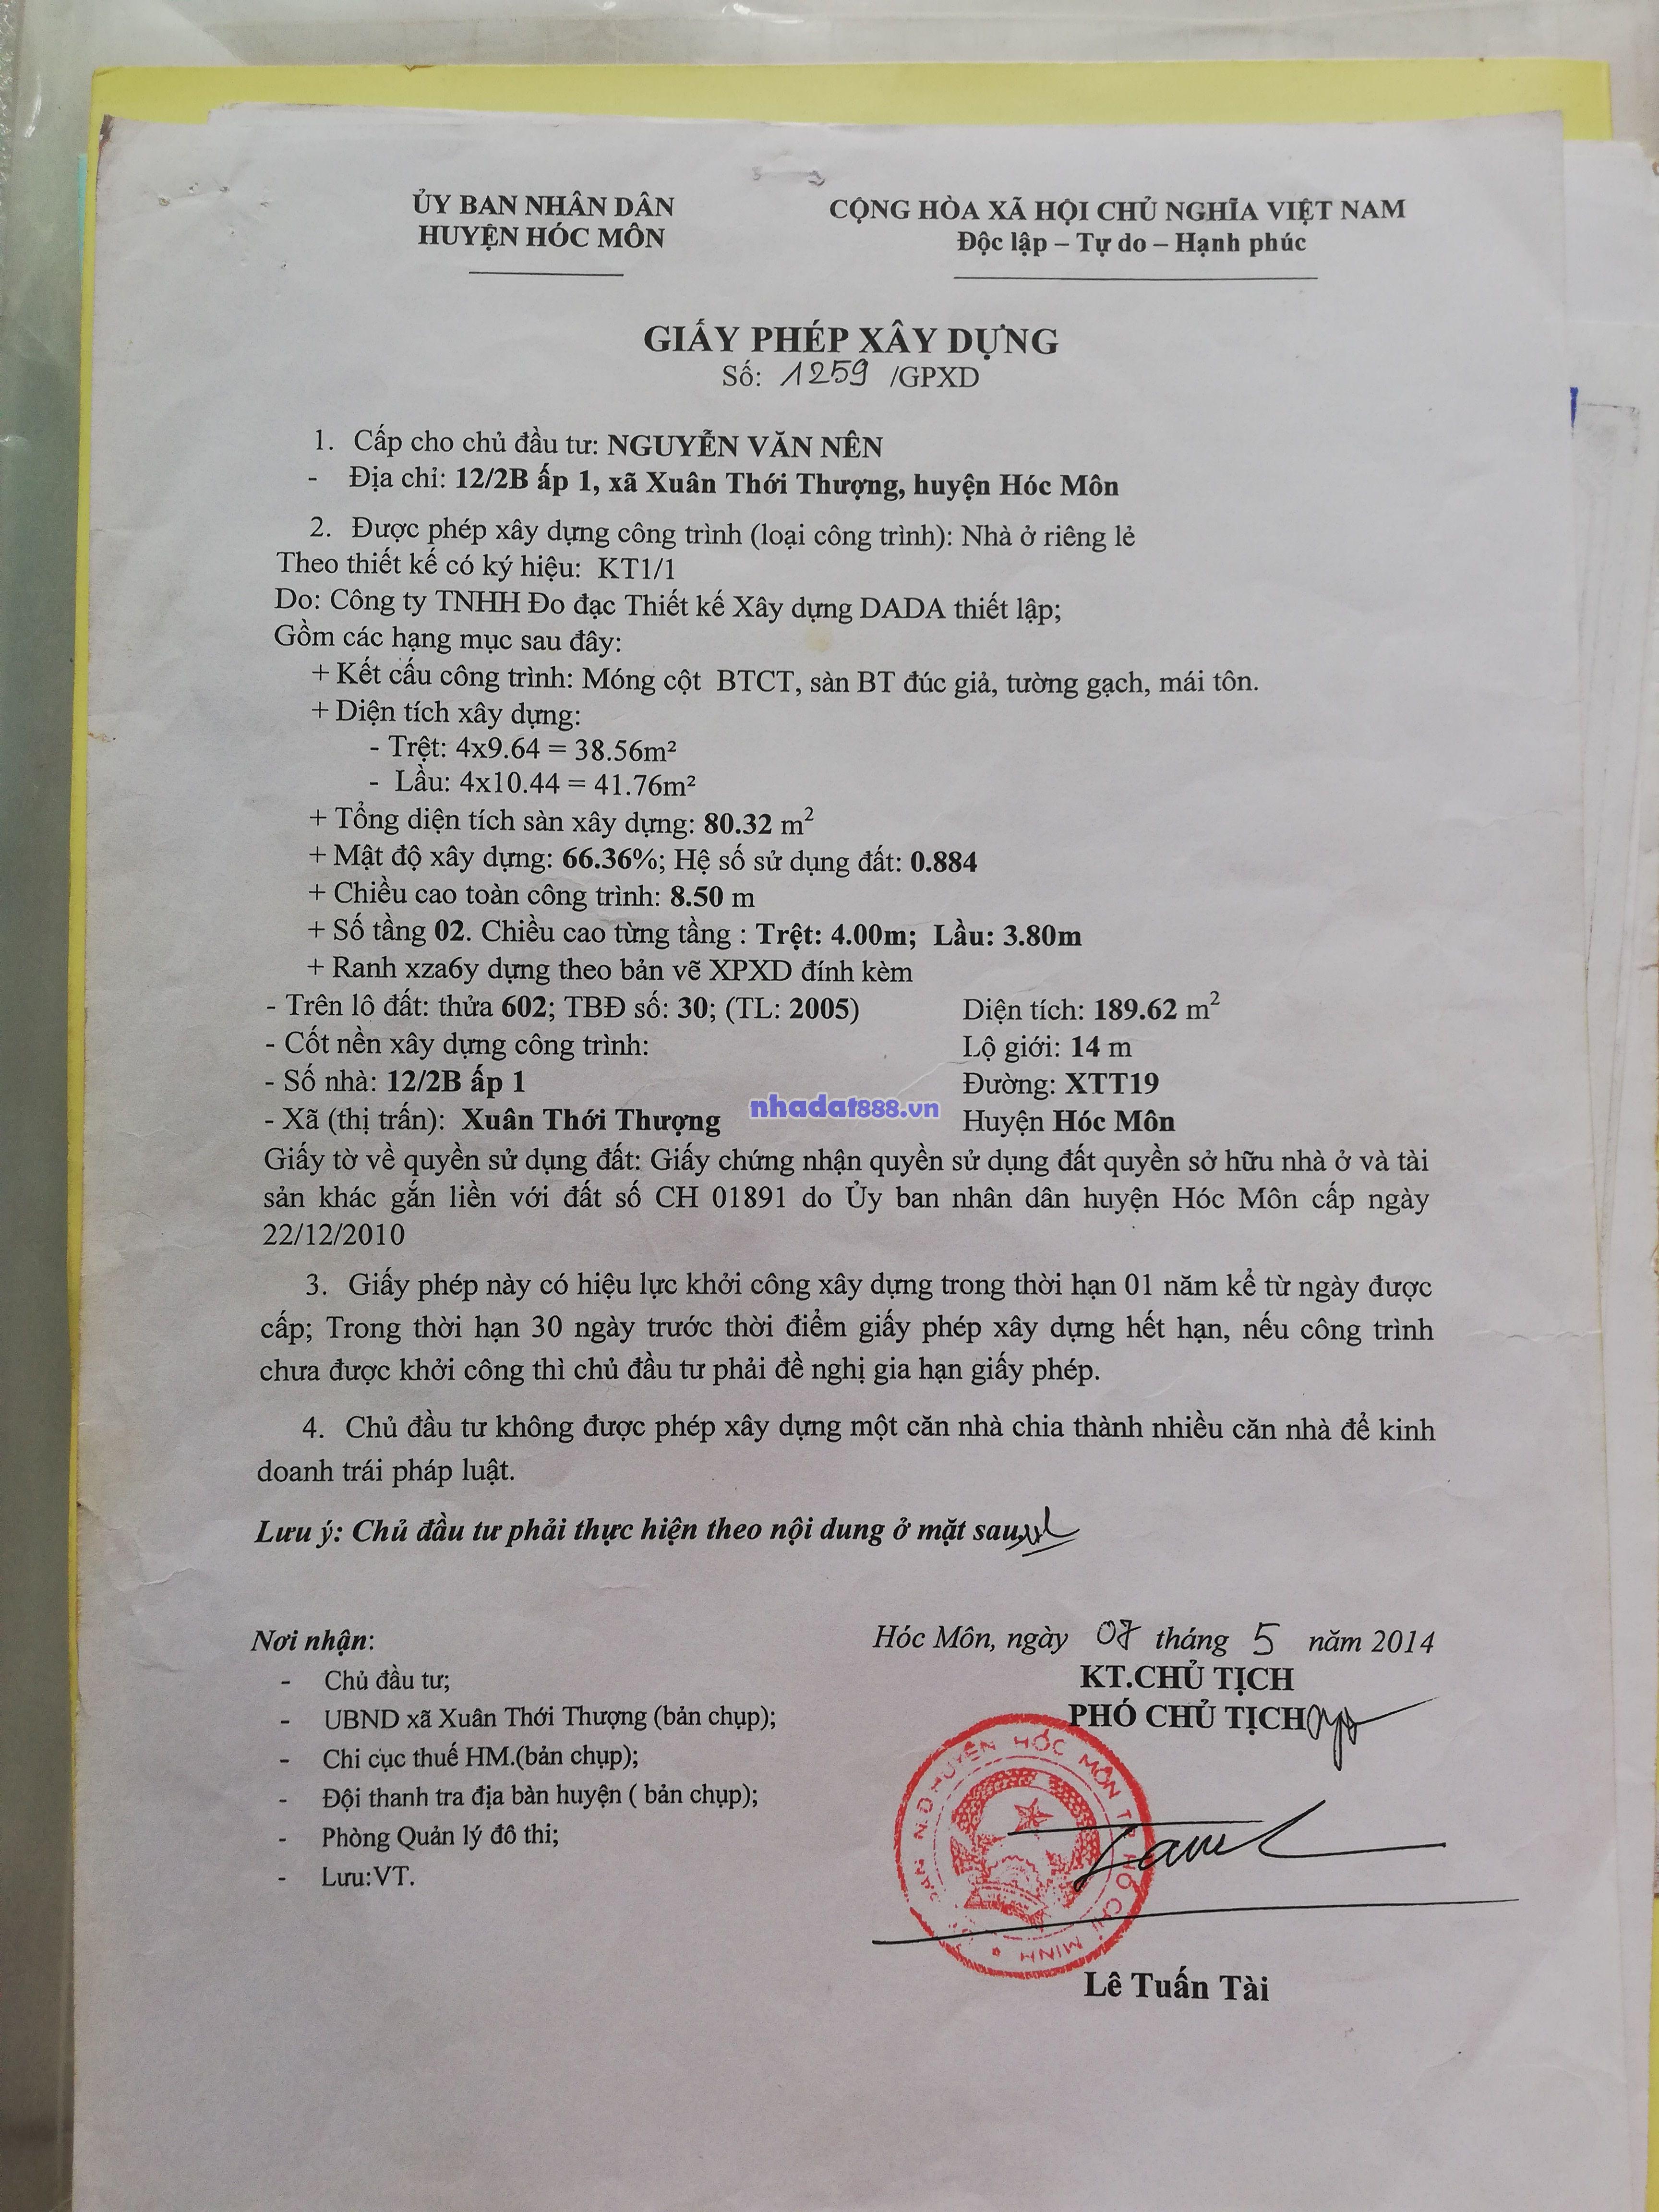 ỦY BAN NHÂN DÂN
HUYỆN HÓC MÔN
CỘNG HÒA XÃ HỘI CHỦ NGHĨA VIỆT NAM
Độc lập – Tự do – Hạnh phúc
GIẤY PHÉP XÂY DỰNG
Số: 1259 /GPXD
1. Cấp cho chủ đầu tư: NGUYỄN VĂN NÊN
- Địa chỉ: 12/2B ấp 1, xã Xuân Thới Thượng, huyện Hóc Môn
2. Được phép xây dựng công trình (loại công trình): Nhà ở riêng lẻ
Theo thiết kế có ký hiệu: KT1/1
Do: Công ty TNHH Đo đạc Thiết kế Xây dựng DADA thiết lập;
Gồm các hạng mục sau đây:
+ Kết cấu công trình: Móng cột BTCT, sàn BT đúc giả, tường gạch, mái tôn.
+ Diện tích xây dựng:
- Trệt: 4x9.64 = 38.56m²
- Lầu: 4x10.44 = 41.76m²
+ Tổng diện tích sàn xây dựng: 80.32 m²
+ Mật độ xây dựng: 66.36%; Hệ số sử dụng đất: 0.884
+ Chiều cao toàn công trình: 8.50 m
+ Số tầng 02. Chiều cao từng tầng : Trệt: 4.00m; Lầu: 3.80m
+ Ranh xza6y dựng theo bản vẽ XPXD đính kèm
- Trên lô đất: thửa 602; TBĐ số: 30; (TL: 2005) Diện tích: 189.62 m²
- Cốt nền xây dựng công trình: Lộ giới: 14 m
- Số nhà: 12/2B ấp 1 Đường: XTT19
- Xã (thị trấn): Xuân Thới Thượng Huyện Hóc Môn
nhadat888.vn
Giấy tờ về quyền sử dụng đất: Giấy chứng nhận quyền sử dụng đất quyền sở hữu nhà ở và tài
sản khác gắn liền với đất số CH 01891 do Ủy ban nhân dân huyện Hóc Môn cấp ngày
22/12/2010
3. Giấy phép này có hiệu lực khởi công xây dựng trong thời hạn 01 năm kể từ ngày được
cấp; Trong thời hạn 30 ngày trước thời điểm giấy phép xây dựng hết hạn, nếu công trình
chưa được khởi công thì chủ đầu tư phải đề nghị gia hạn giấy phép.
4. Chủ đầu tư không được phép xây dựng một căn nhà chia thành nhiều căn nhà để kinh
doanh trái pháp luật.
Lưu ý: Chủ đầu tư phải thực hiện theo nội dung ở mặt sau
Nơi nhận:
- Chủ đầu tư;
- UBND xã Xuân Thới Thượng (bản chụp);
- Chi cục thuế HM.(bản chụp);
- Đội thanh tra địa bàn huyện ( bản chụp);
- Phòng Quản lý đô thi;
- Lưu:VT.
Hóc Môn, ngày 07 tháng 5 năm 2014
KT.CHỦ TỊCH
PHÓ CHỦ TỊCH
BAN N.D HUYỆN HÓC MÔN TP. HỒ CHÍ MINH
Lê Tuấn Tài